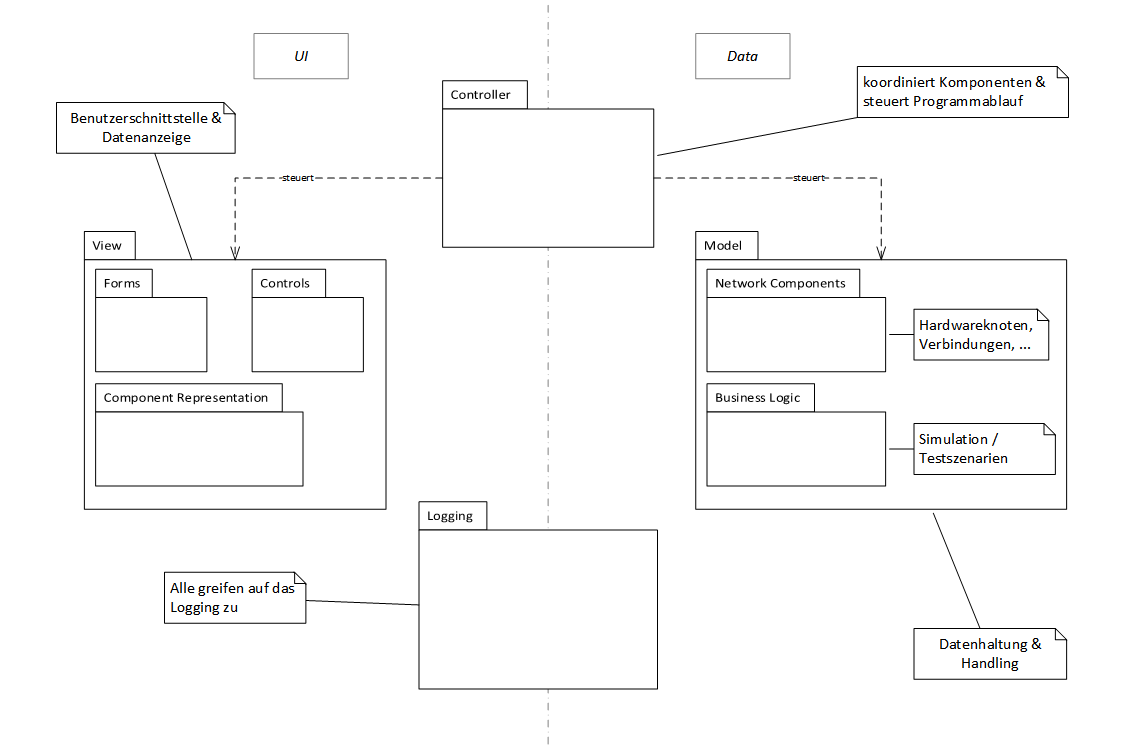 UI
Data
Controller
koordiniert Komponenten &
steuert Programmablauf
Benutzerschnittstelle &
Datenanzeige
steuert
steuert
View
Model
Forms
Controls
Network Components
Hardwareknoten,
Verbindungen, ...
Component Representation
Business Logic
Simulation /
Testszenarien
Logging
Alle greifen auf das
Logging zu
Datenhaltung &
Handling